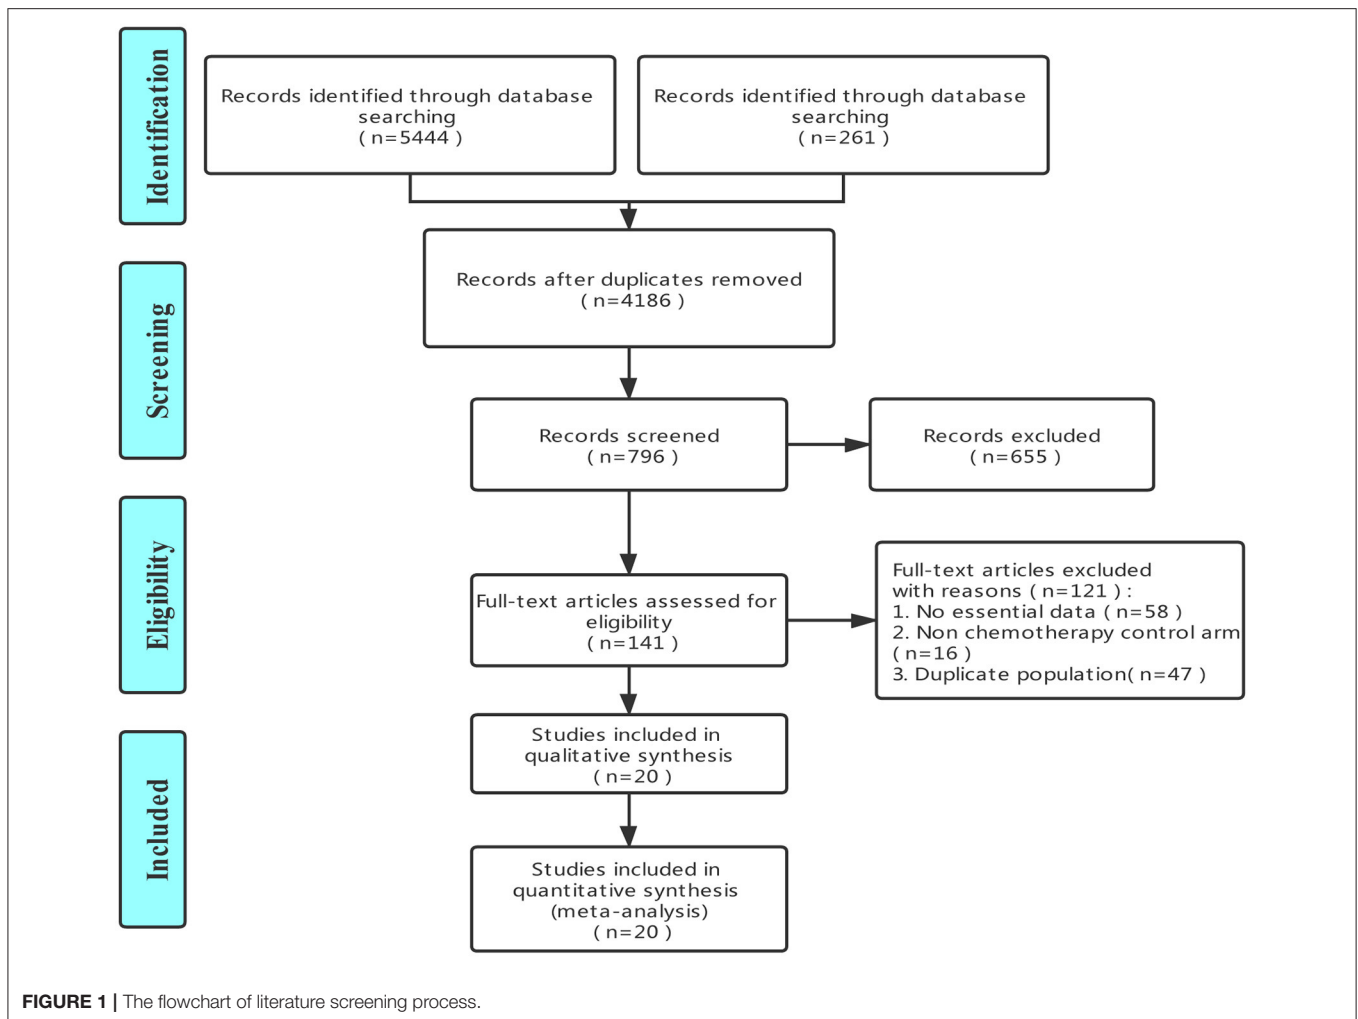 Identification
Records identified through database
searching
( n=5444 )
Records identified through database
searching
( n=261 )
Screening
Records after duplicates removed
( n=4186 )
Records screened
( n=796 )
Records excluded
( n=655 )
Eligibility
Full-text articles assessed for
eligibility
( n=141 )
Full-text articles excluded
with reasons ( n=121 ) :
1. No essential data ( n=58 )
2. Non chemotherapy control arm
( n=16 )
3. Duplicate population( n=47 )
Included
Studies included in
qualitative synthesis
( n=20 )
Studies included in
quantitative synthesis
(meta-analysis)
( n=20 )
FIGURE 1 | The flowchart of literature screening process.